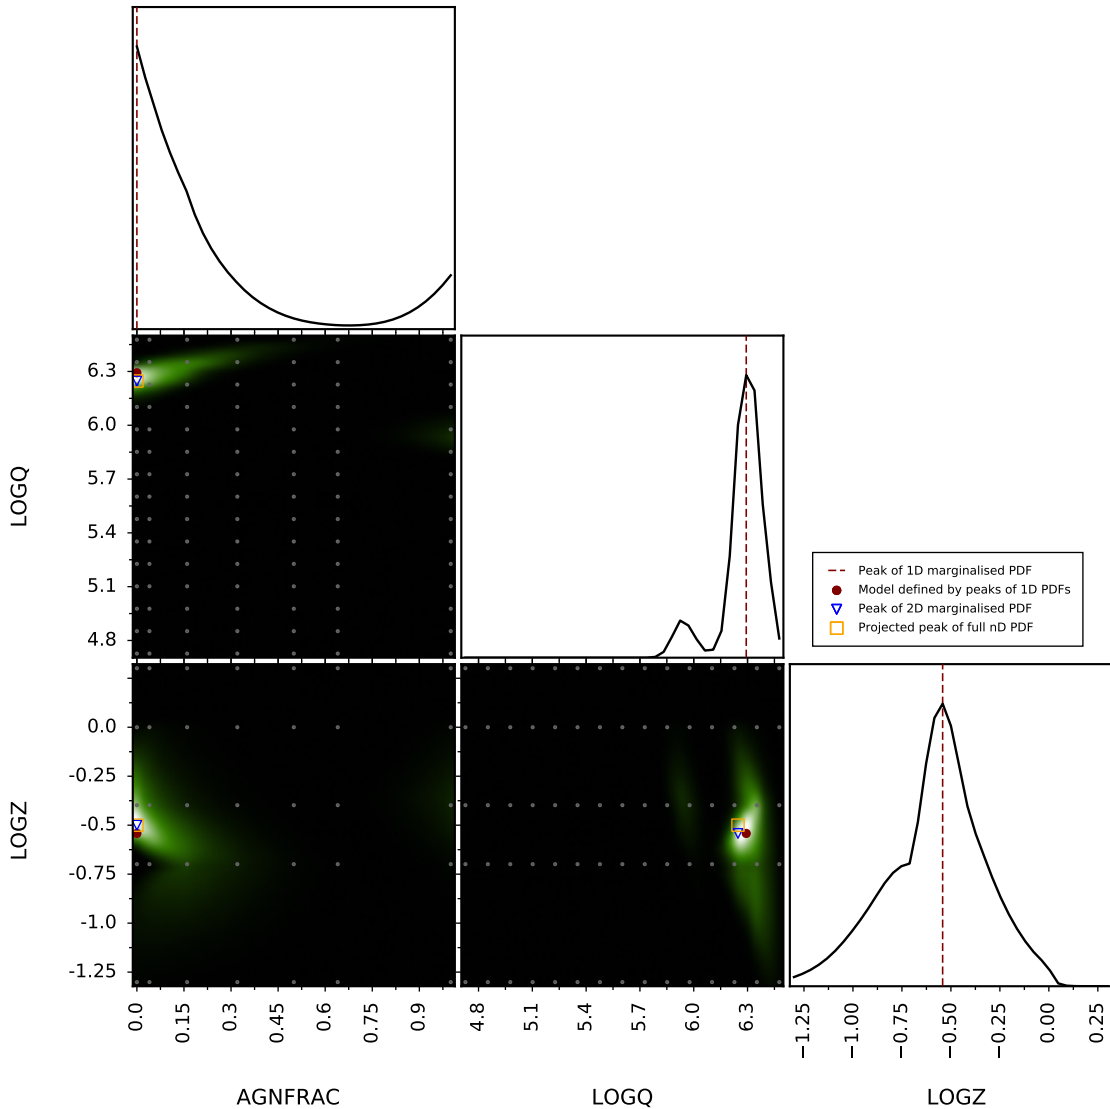 6.3
6.0
5.7
5.4
5.1
4.8
LOGQ
Peak of 1D marginalised PDF
Model defined by peaks of 1D PDFs
Peak of 2D marginalised PDF
Projected peak of full nD PDF
0.0
-0.25
-0.5
-0.75
-1.0
-1.25
LOGZ
0.0 0.15 0.3 0.45 0.6 0.75 0.9
4.8 5.1 5.4 5.7 6.0 6.3
−1.25 −1.00 −0.75 −0.50 −0.25 0.00 0.25
AGNFRAC LOGQ LOGZ